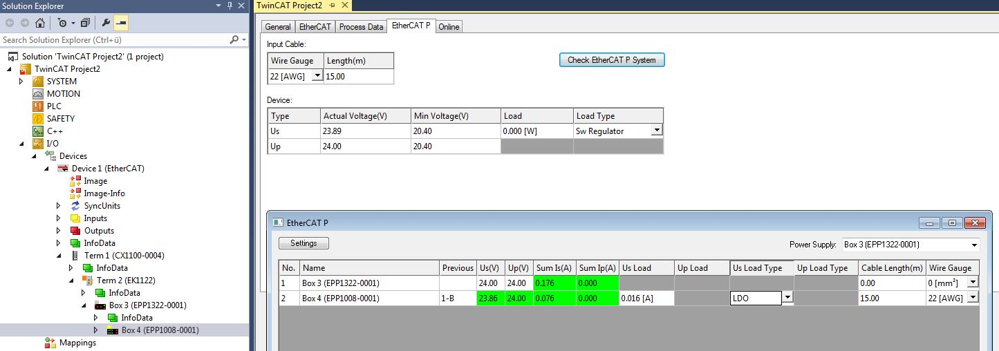 Solution Explorer
Search Solution Explorer (Ctrl+ü)
Solution 'TwinCAT Project2' (1 project)
TwinCAT Project2
SYSTEM
MOTION
PLC
SAFETY
C++
I/O
Devices
Device 1 (EtherCAT)
Image
Image-Info
SyncUnits
Inputs
Outputs
InfoData
Term 1 (CX1100-0004)
InfoData
Term 2 (EK1122)
InfoData
Box 3 (EPP1322-0001)
InfoData
Box 4 (EPP1008-0001)
Mappings
TwinCAT Project2
General EtherCAT Process Data EtherCAT P Online
Input Cable:
Wire Gauge Length(m)
22 [AWG] 15.00
Check EtherCAT P System
Device:
Type Actual Voltage(V) Min Voltage(V) Load Load Type
Us 23.89 20.40 0.000 [W] Sw Regulator
Up 24.00 20.40
EtherCAT P
Settings
Power Supply: Box 3 (EPP1322-0001)
No. Name Previous Us(V) Up(V) Sum Is(A) Sum Ip(A) Us Load Up Load Us Load Type Up Load Type Cable Length(m) Wire Gauge
1 Box 3 (EPP1322-0001) 24.00 24.00 0.176 0.000 0.00 0 [mm²]
2 Box 4 (EPP1008-0001) 1-B 23.86 24.00 0.076 0.000 0.016 [A] LDO 15.00 22 [AWG]